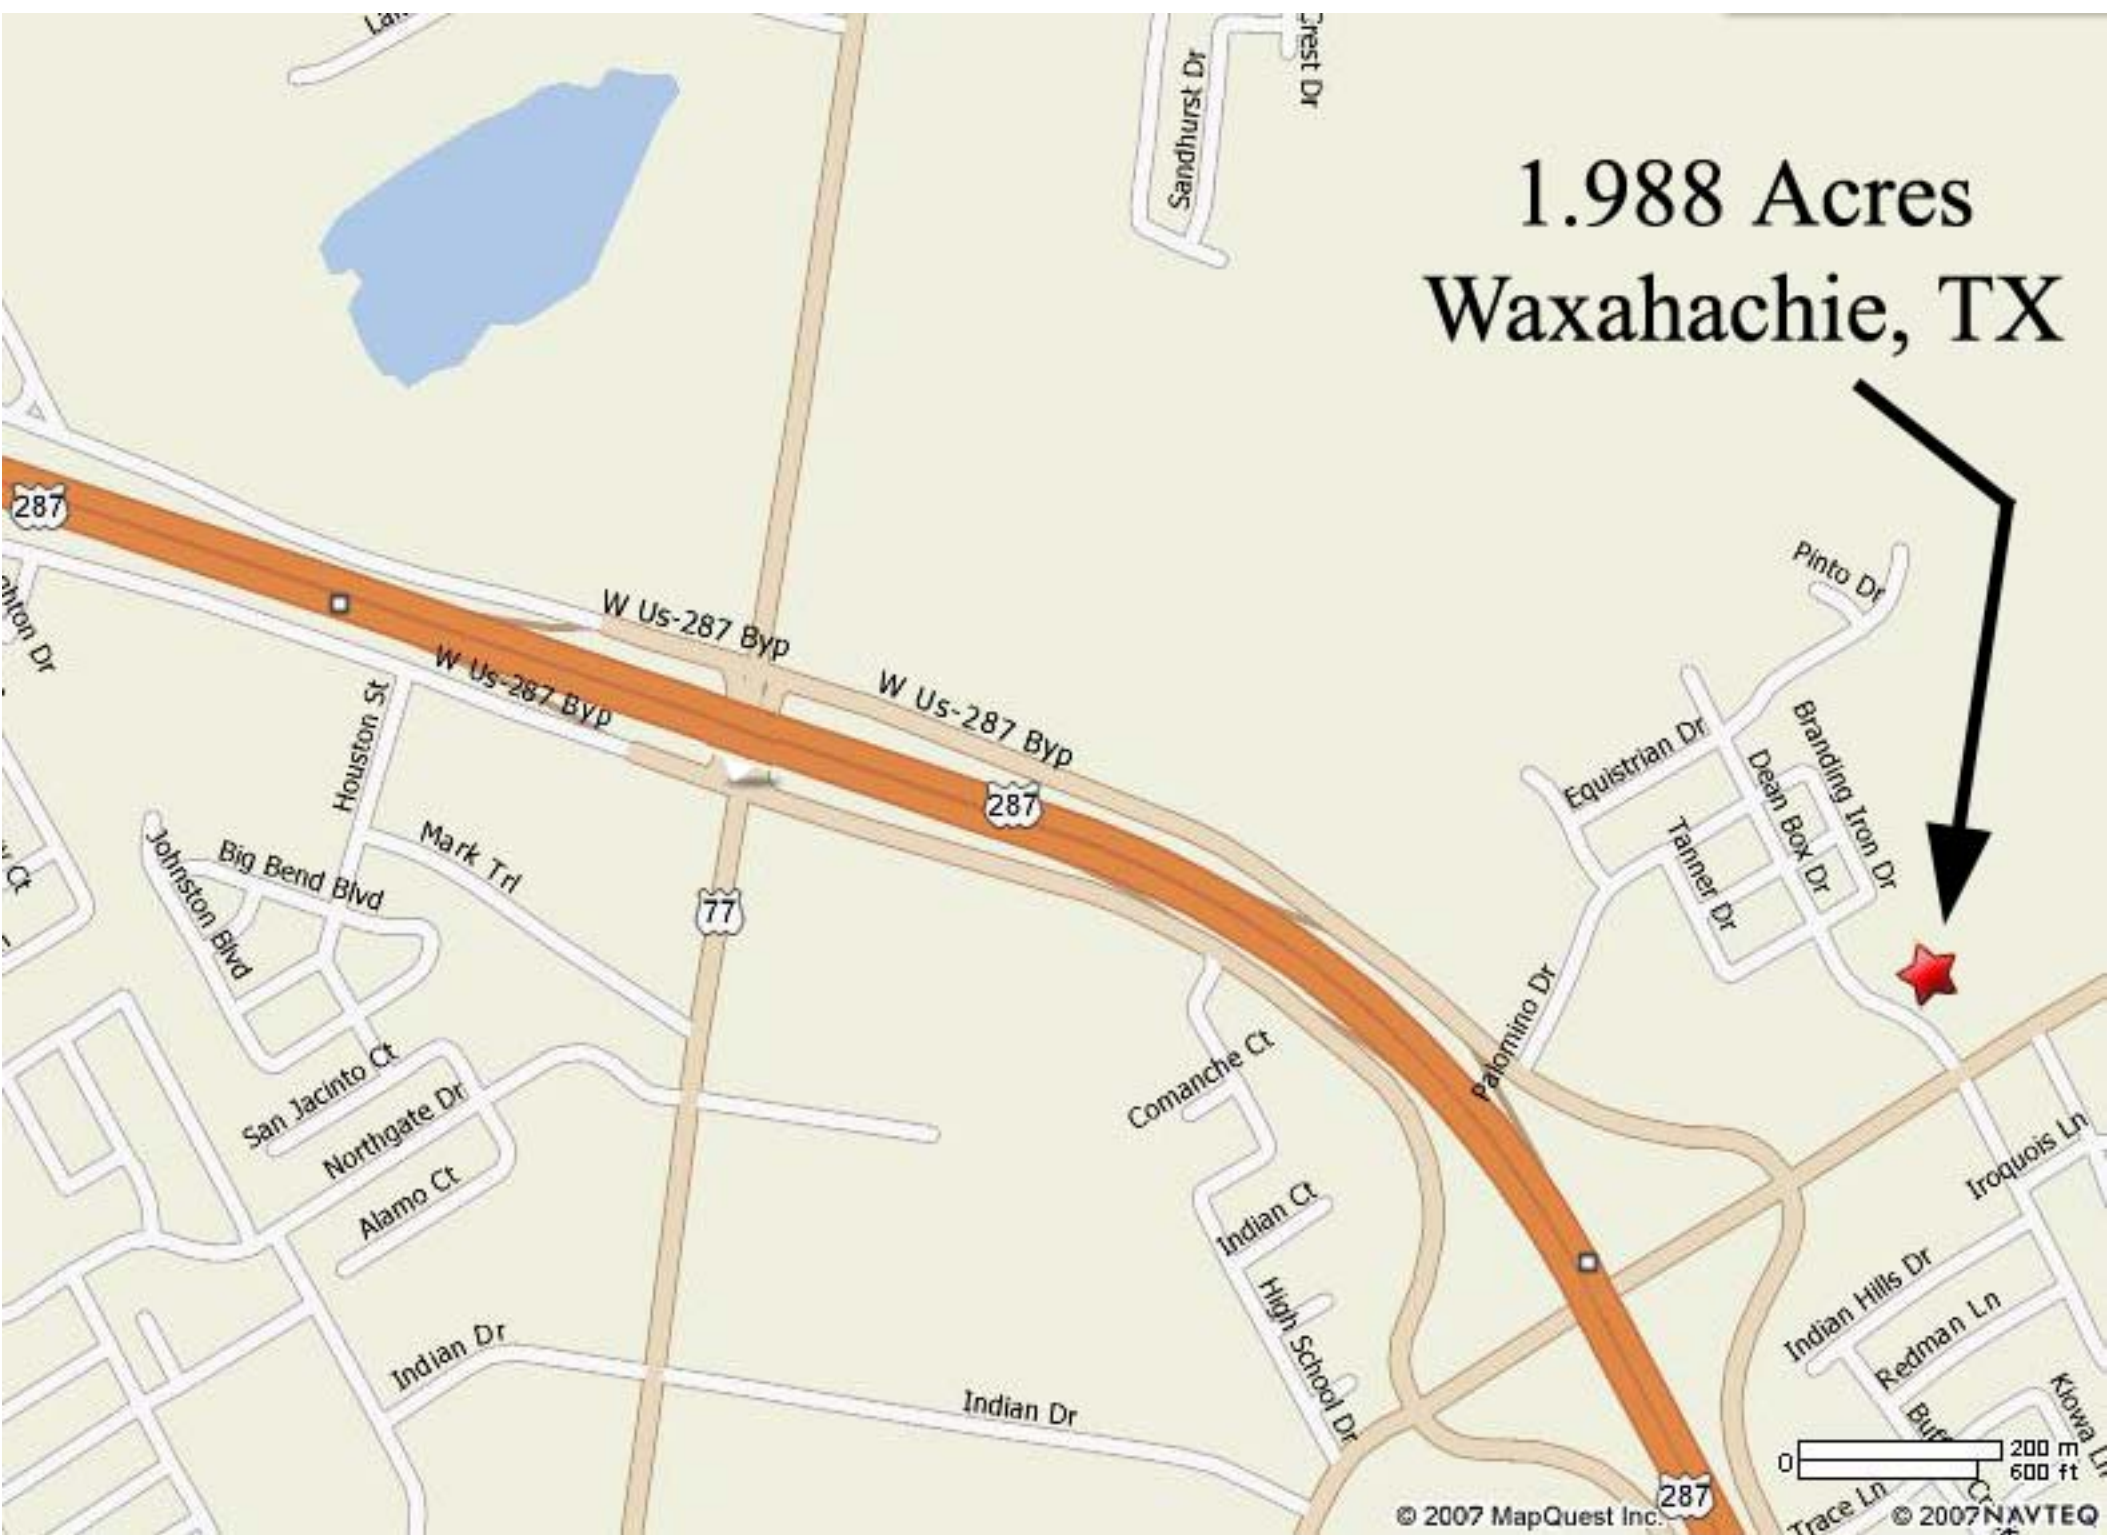 Crest Dr
Sandhurst Dr
1.988 Acres
Waxahachie, TX
287
Pinto Dr
W Us-287 Byp
W Us-287 Byp
W Us-287 Byp
Houston St
Equistrian Dr
Branding Iron Dr
Dean Box Dr
287
Tanner Dr
Mark Trl
Big Bend Blvd
Johnston Blvd
77
Ct
Palomino Dr
San Jacinto Ct
Comanche Ct
Northgate Dr
Iroquois Ln
Alamo Ct
Indian Ct
Indian Hills Dr
High School Dr
Redman Ln
Indian Dr
Indian Dr
Kiowa Ln
0
200 m
600 ft
287
Trace Ln
© 2007 MapQuest Inc.
© 2007 NAVTEQ